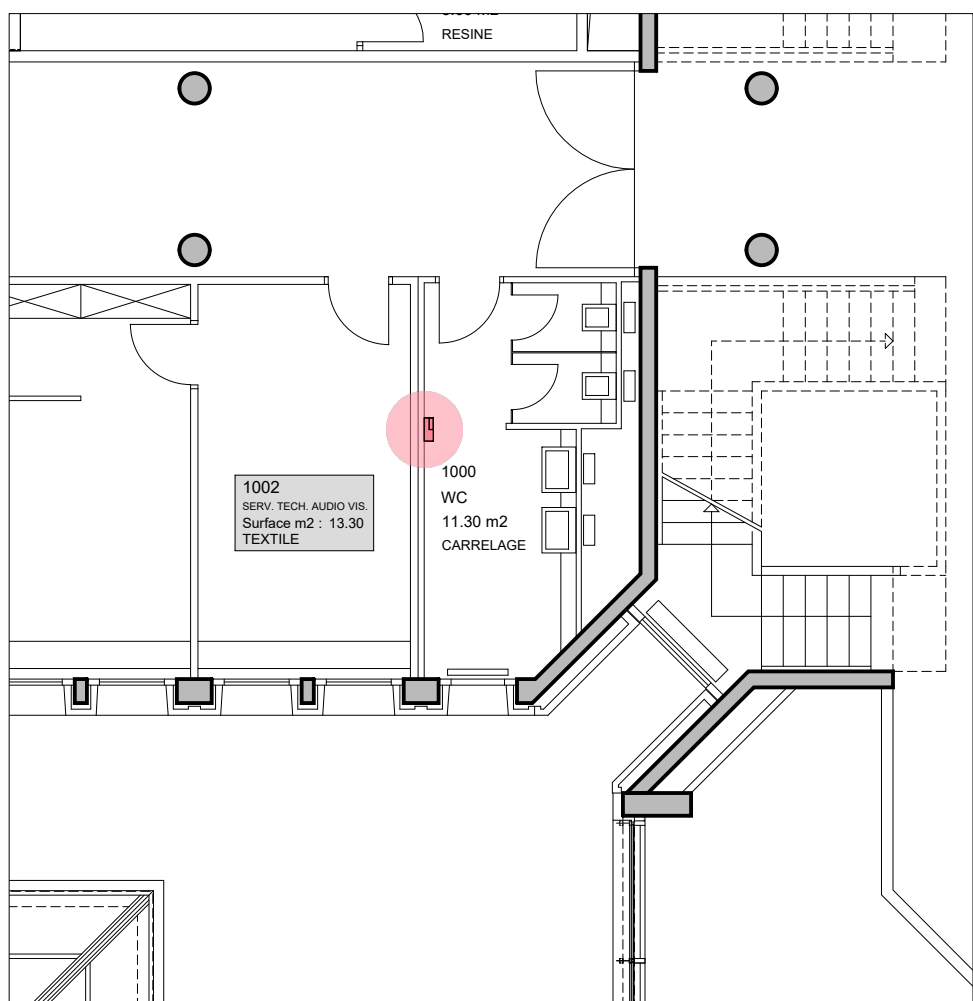 RESINE
1002
SERV. TECH. AUDIO VIS.
Surface m2 : 13.30
TEXTILE
1000
WC
11.30 m2
CARRELAGE